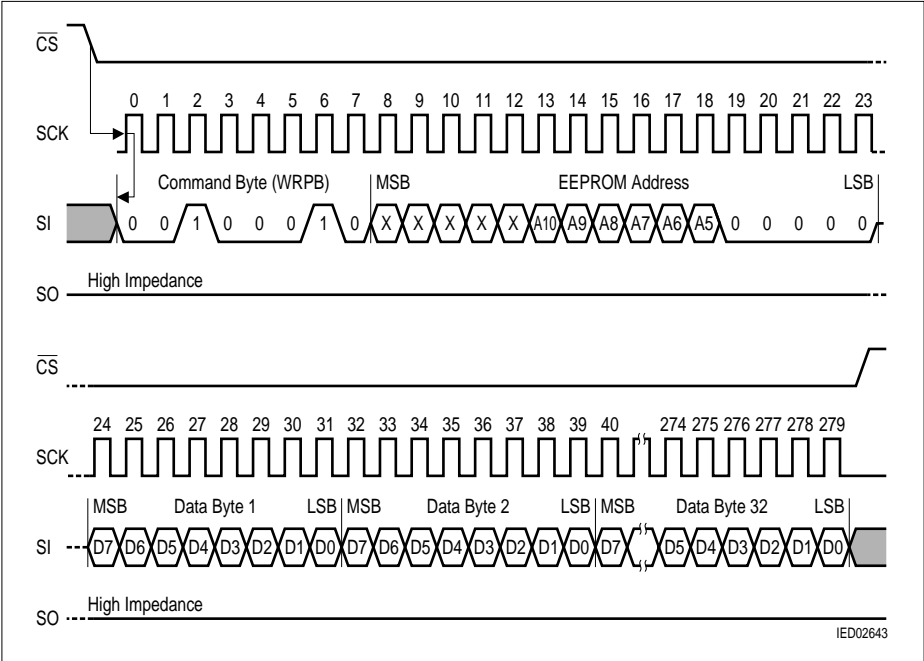 CS
0 1 2 3 4 5 6 7 8 9 10 11 12 13 14 15 16 17 18 19 20 21 22 23
SCK
Command Byte (WRPB) MSB EEPROM Address LSB
SI 0 0 1 0 0 0 1 0 X X X X X A10 A9 A8 A7 A6 A5 0 0 0 0 0
High Impedance
SO
CS
24 25 26 27 28 29 30 31 32 33 34 35 36 37 38 39 40 274 275 276 277 278 279
SCK
MSB Data Byte 1 LSB MSB Data Byte 2 LSB MSB Data Byte 32 LSB
SI D7 D6 D5 D4 D3 D2 D1 D0 D7 D6 D5 D4 D3 D2 D1 D0 D7 D5 D4 D3 D2 D1 D0
High Impedance
SO
IED02643